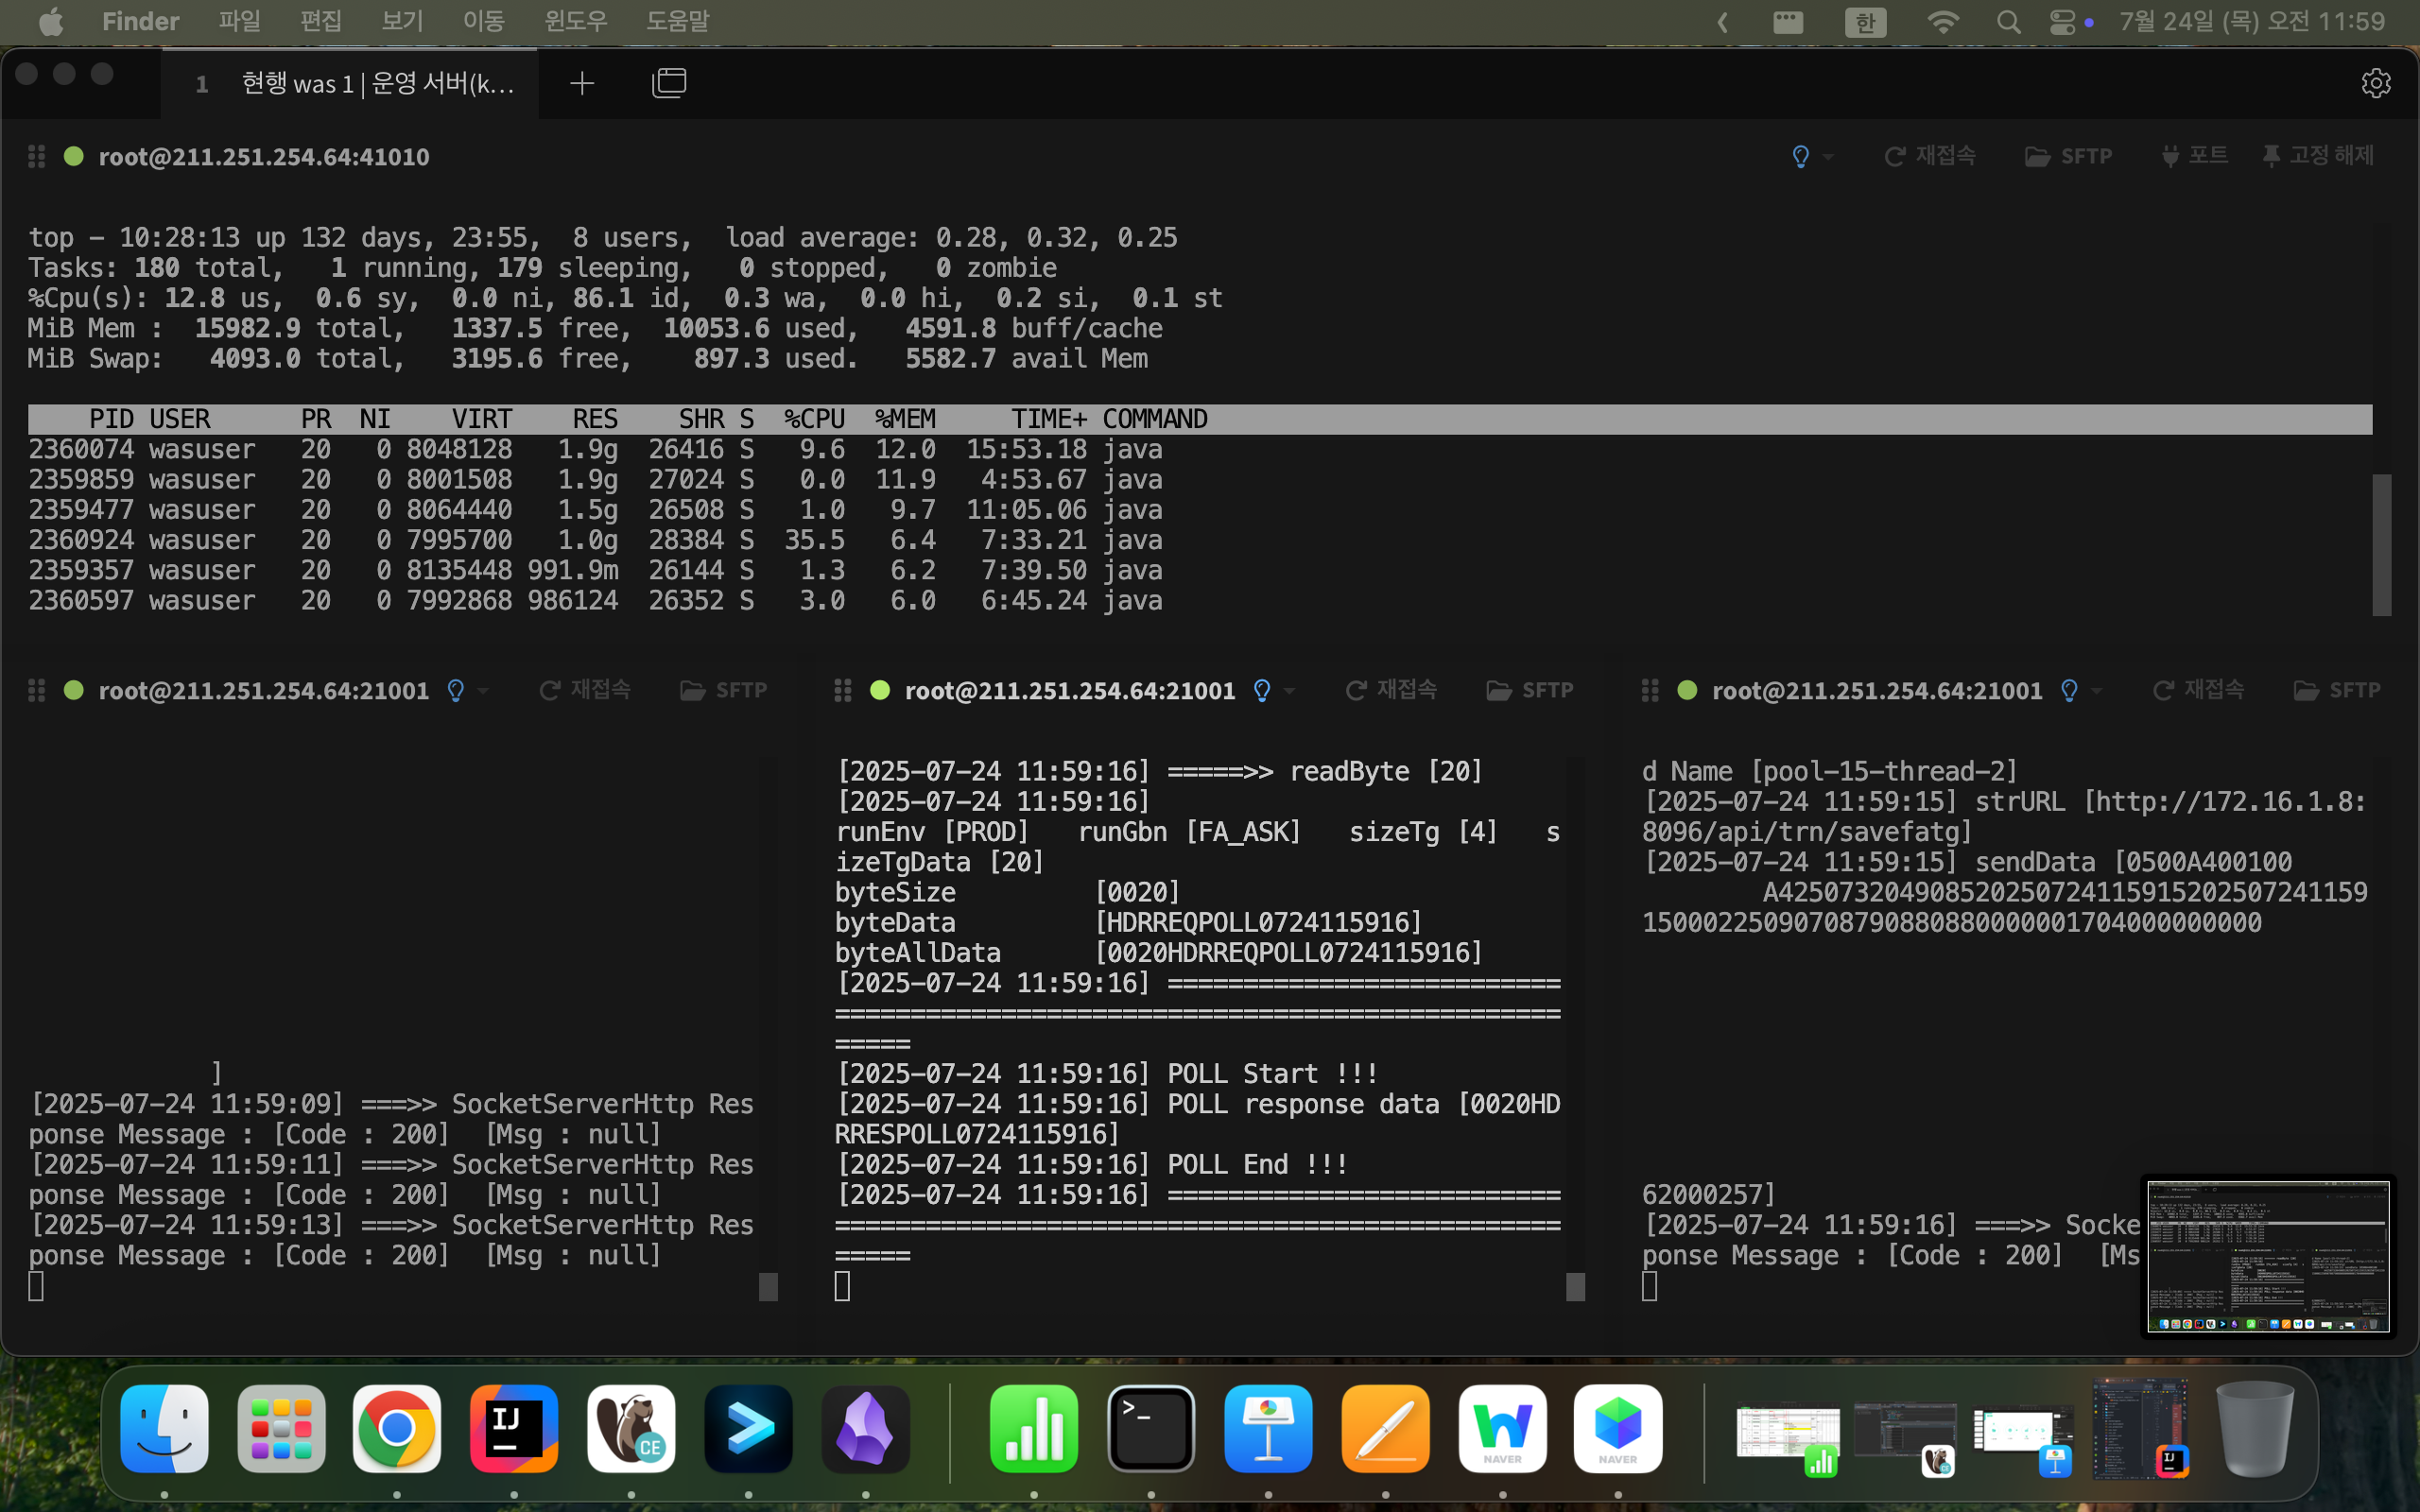 Finder 파일 편집 보기 이동 윈도우 도움말 한 7월 24일 (목) 오전 11:59
1 현행 was 1 | 운영 서버(k...
root@211.251.254.64:41010 재접속 SFTP 포트 고정 해제
top - 10:28:13 up 132 days, 23:55,  8 users,  load average: 0.28, 0.32, 0.25
Tasks: 180 total,   1 running, 179 sleeping,   0 stopped,   0 zombie
%Cpu(s): 12.8 us,  0.6 sy,  0.0 ni, 86.1 id,  0.3 wa,  0.0 hi,  0.2 si,  0.1 st
MiB Mem :  15982.9 total,   1337.5 free,  10053.6 used,   4591.8 buff/cache
MiB Swap:   4093.0 total,   3195.6 free,    897.3 used.   5582.7 avail Mem
PID USER      PR  NI    VIRT    RES    SHR S  %CPU  %MEM     TIME+ COMMAND
2360074 wasuser   20   0 8048128   1.9g  26416 S   9.6  12.0  15:53.18 java
2359859 wasuser   20   0 8001508   1.9g  27024 S   0.0  11.9   4:53.67 java
2359477 wasuser   20   0 8064440   1.5g  26508 S   1.0   9.7  11:05.06 java
2360924 wasuser   20   0 7995700   1.0g  28384 S  35.5   6.4   7:33.21 java
2359357 wasuser   20   0 8135448 991.9m  26144 S   1.3   6.2   7:39.50 java
2360597 wasuser   20   0 7992868 986124  26352 S   3.0   6.0   6:45.24 java
root@211.251.254.64:21001 재접속 SFTP
]
[2025-07-24 11:59:09] ===>> SocketServerHttp Res
ponse Message : [Code : 200]  [Msg : null]
[2025-07-24 11:59:11] ===>> SocketServerHttp Res
ponse Message : [Code : 200]  [Msg : null]
[2025-07-24 11:59:13] ===>> SocketServerHttp Res
ponse Message : [Code : 200]  [Msg : null]
root@211.251.254.64:21001 재접속 SFTP
[2025-07-24 11:59:16] =====>> readByte [20]
[2025-07-24 11:59:16]
runEnv [PROD]   runGbn [FA_ASK]   sizeTg [4]   s
izeTgData [20]
byteSize         [0020]
byteData         [HDRREQPOLL0724115916]
byteAllData      [0020HDRREQPOLL0724115916]
[2025-07-24 11:59:16] ==========================
================================================
=====
[2025-07-24 11:59:16] POLL Start !!!
[2025-07-24 11:59:16] POLL response data [0020HD
RRESPOLL0724115916]
[2025-07-24 11:59:16] POLL End !!!
[2025-07-24 11:59:16] ==========================
================================================
=====
root@211.251.254.64:21001 재접속 SFTP
d Name [pool-15-thread-2]
[2025-07-24 11:59:15] strURL [http://172.16.1.8:
8096/api/trn/savefatg]
[2025-07-24 11:59:15] sendData [0500A400100
A4250732049085202507241159152025072411​59
15000225090708790880880000001704000000000
62000257]
[2025-07-24 11:59:16] ===>> Socke
ponse Message : [Code : 200]  [Ms
IJ
CE
NAVER
NAVER